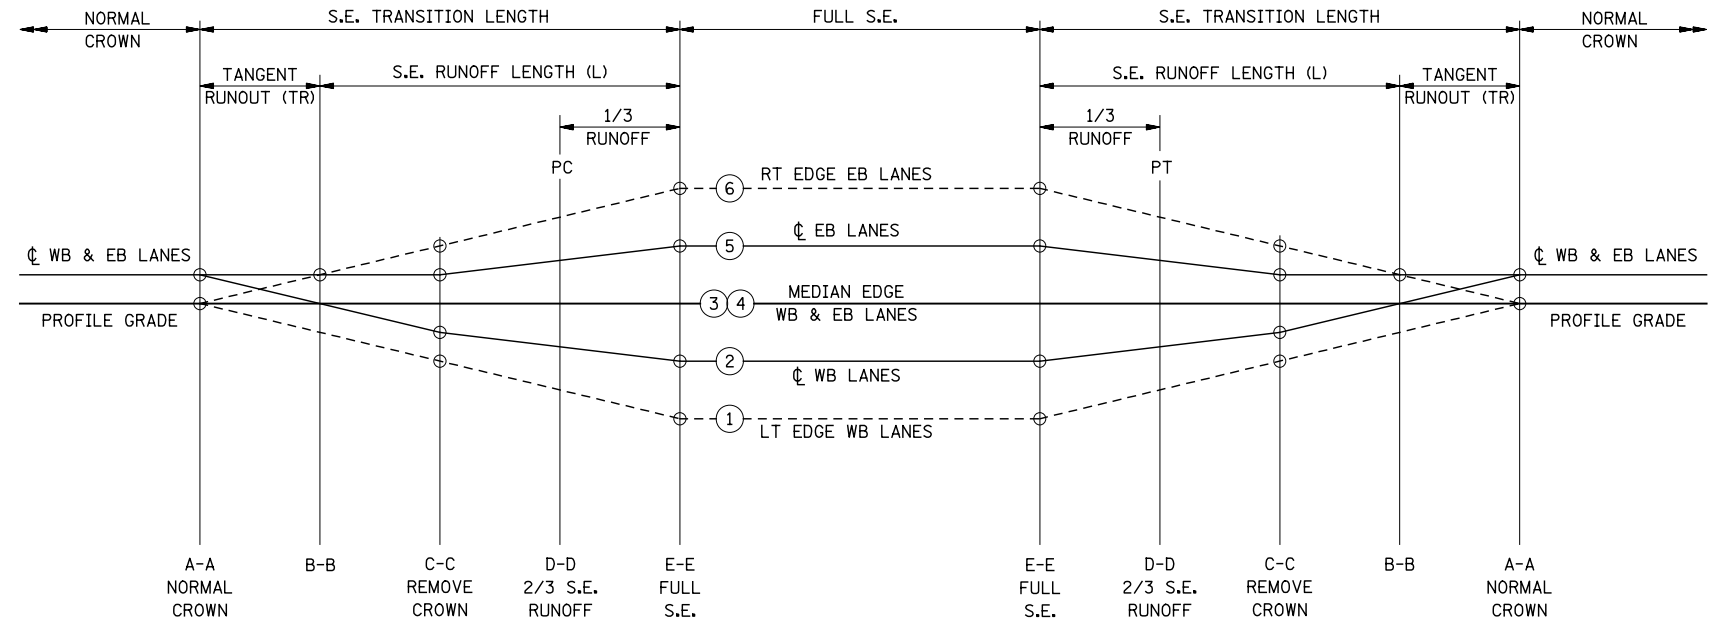 NORMAL
CROWN
S.E. TRANSITION LENGTH
FULL S.E.
S.E. TRANSITION LENGTH
NORMAL
CROWN
TANGENT
RUNOUT (TR)
S.E. RUNOFF LENGTH (L)
S.E. RUNOFF LENGTH (L)
TANGENT
RUNOUT (TR)
1/3
RUNOFF
1/3
RUNOFF
PC
PT
6
RT EDGE EB LANES
5
℄ EB LANES
℄ WB & EB LANES
℄ WB & EB LANES
3 4
MEDIAN EDGE
WB & EB LANES
PROFILE GRADE
PROFILE GRADE
2
℄ WB LANES
1
LT EDGE WB LANES
A-A
NORMAL
CROWN
B-B
C-C
REMOVE
CROWN
D-D
2/3 S.E.
RUNOFF
E-E
FULL
S.E.
E-E
FULL
S.E.
D-D
2/3 S.E.
RUNOFF
C-C
REMOVE
CROWN
B-B
A-A
NORMAL
CROWN